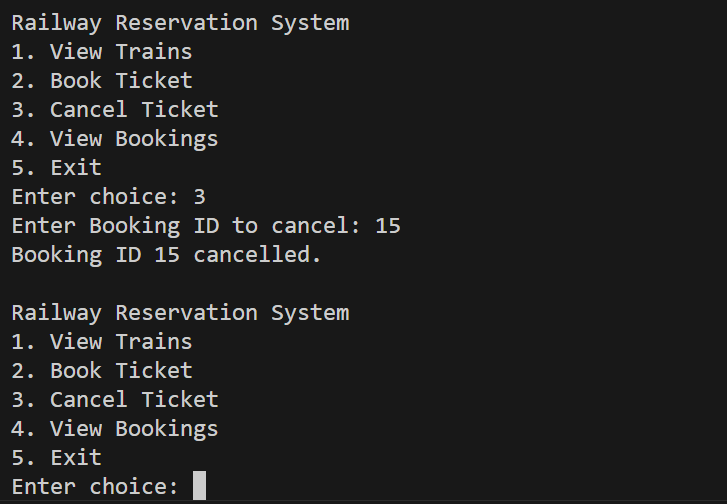 Railway Reservation System
1. View Trains
2. Book Ticket
3. Cancel Ticket
4. View Bookings
5. Exit
Enter choice: 3
Enter Booking ID to cancel: 15
Booking ID 15 cancelled.

Railway Reservation System
1. View Trains
2. Book Ticket
3. Cancel Ticket
4. View Bookings
5. Exit
Enter choice: